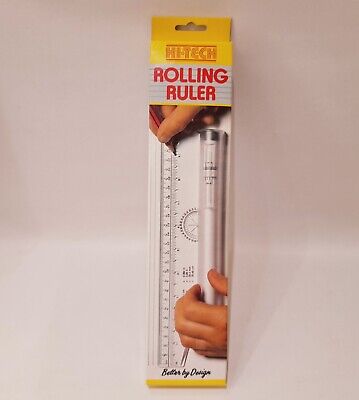 HI-TECH
ROLLING
RULER
Better by Design